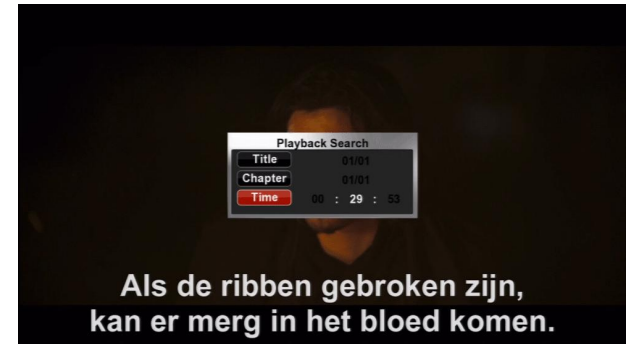 Playback Search
Title 01/01
Chapter 01/01
Time 00 : 29 : 53
Als de ribben gebroken zijn,
kan er merg in het bloed komen.